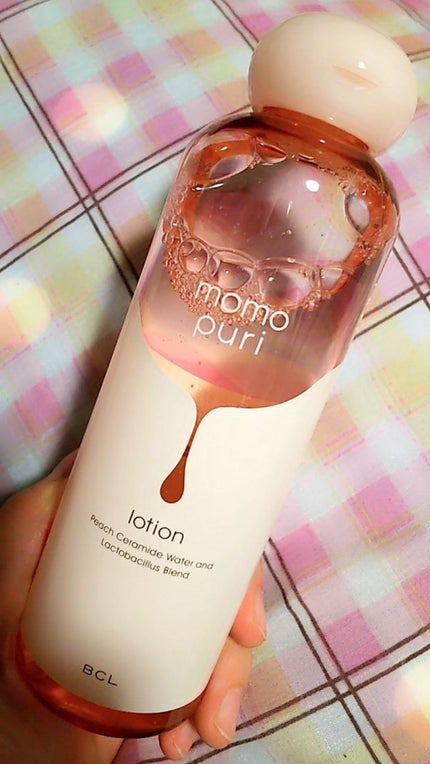 momo
puri
lotion
Peach Ceramide Water and
Lactobacillus Blend
BCL